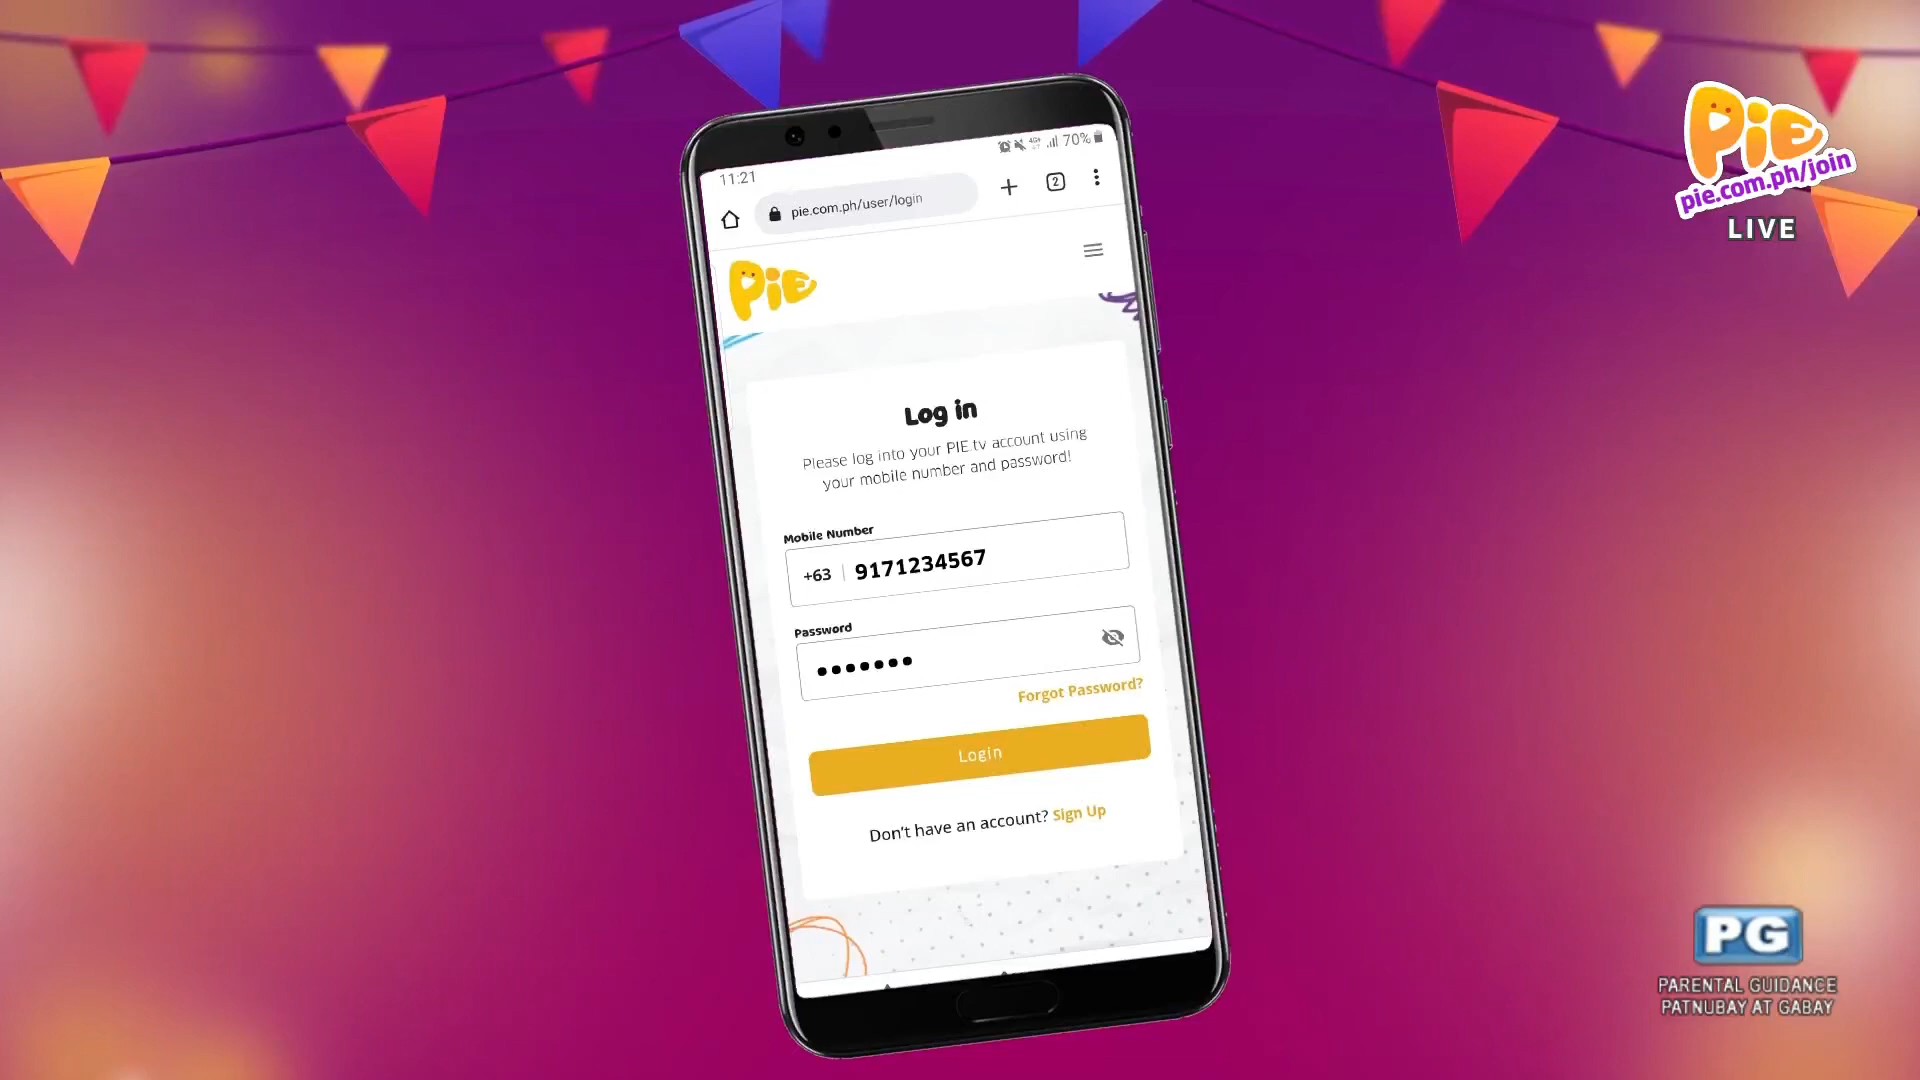 PiE
pie.com.ph/join
LIVE
11:21
4G+
70%
pie.com.ph/user/login
2
PiE
Log in
Please log into your PIE.tv account using
your mobile number and password!
Mobile Number
+63 9171234567
Password
Forgot Password?
Login
Don't have an account? Sign Up
PG
PARENTAL GUIDANCE
PATNUBAY AT GABAY